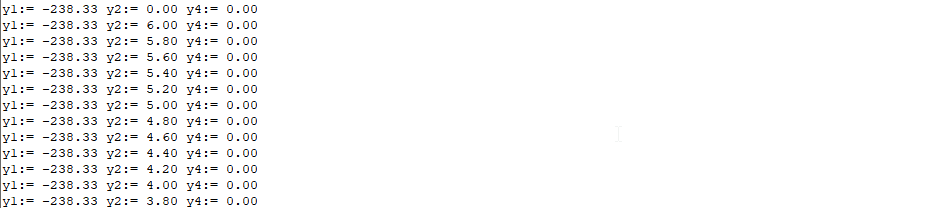 y1:= -238.33 y2:= 0.00 y4:= 0.00
y1:= -238.33 y2:= 6.00 y4:= 0.00
y1:= -238.33 y2:= 5.80 y4:= 0.00
y1:= -238.33 y2:= 5.60 y4:= 0.00
y1:= -238.33 y2:= 5.40 y4:= 0.00
y1:= -238.33 y2:= 5.20 y4:= 0.00
y1:= -238.33 y2:= 5.00 y4:= 0.00
y1:= -238.33 y2:= 4.80 y4:= 0.00
y1:= -238.33 y2:= 4.60 y4:= 0.00
y1:= -238.33 y2:= 4.40 y4:= 0.00
y1:= -238.33 y2:= 4.20 y4:= 0.00
y1:= -238.33 y2:= 4.00 y4:= 0.00
y1:= -238.33 y2:= 3.80 y4:= 0.00